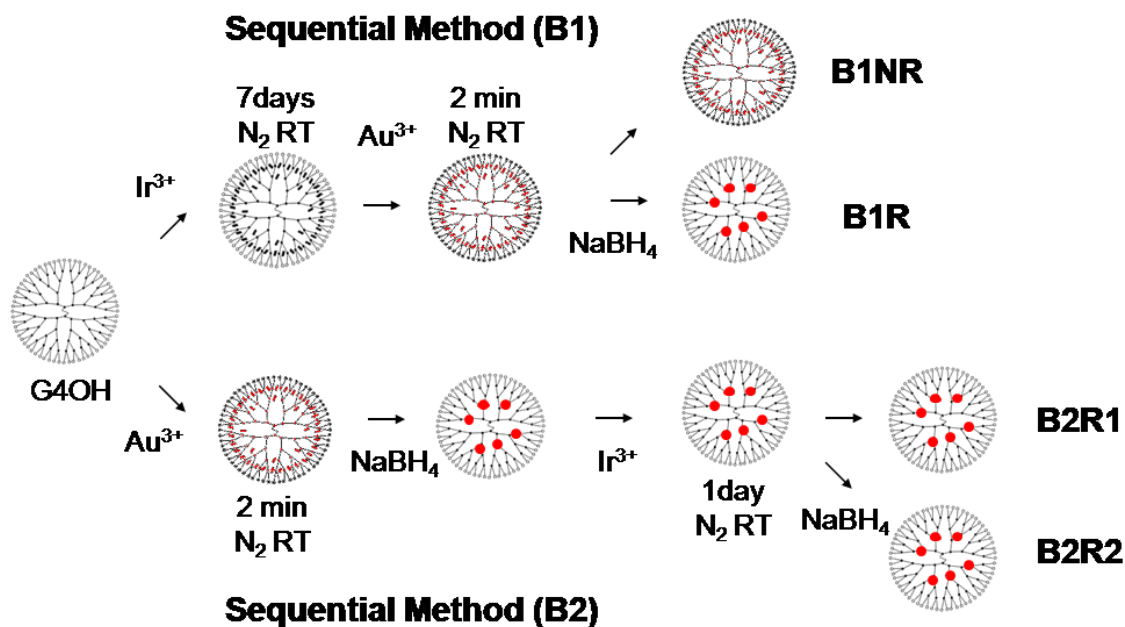 Sequential Method (B1)
B1NR
7days
N₂ RT
2 min
N₂ RT
Au³⁺
Ir³⁺
B1R
NaBH₄
G4OH
B2R1
Au³⁺
NaBH₄
Ir³⁺
2 min
N₂ RT
1day
N₂ RT
NaBH₄
B2R2
Sequential Method (B2)